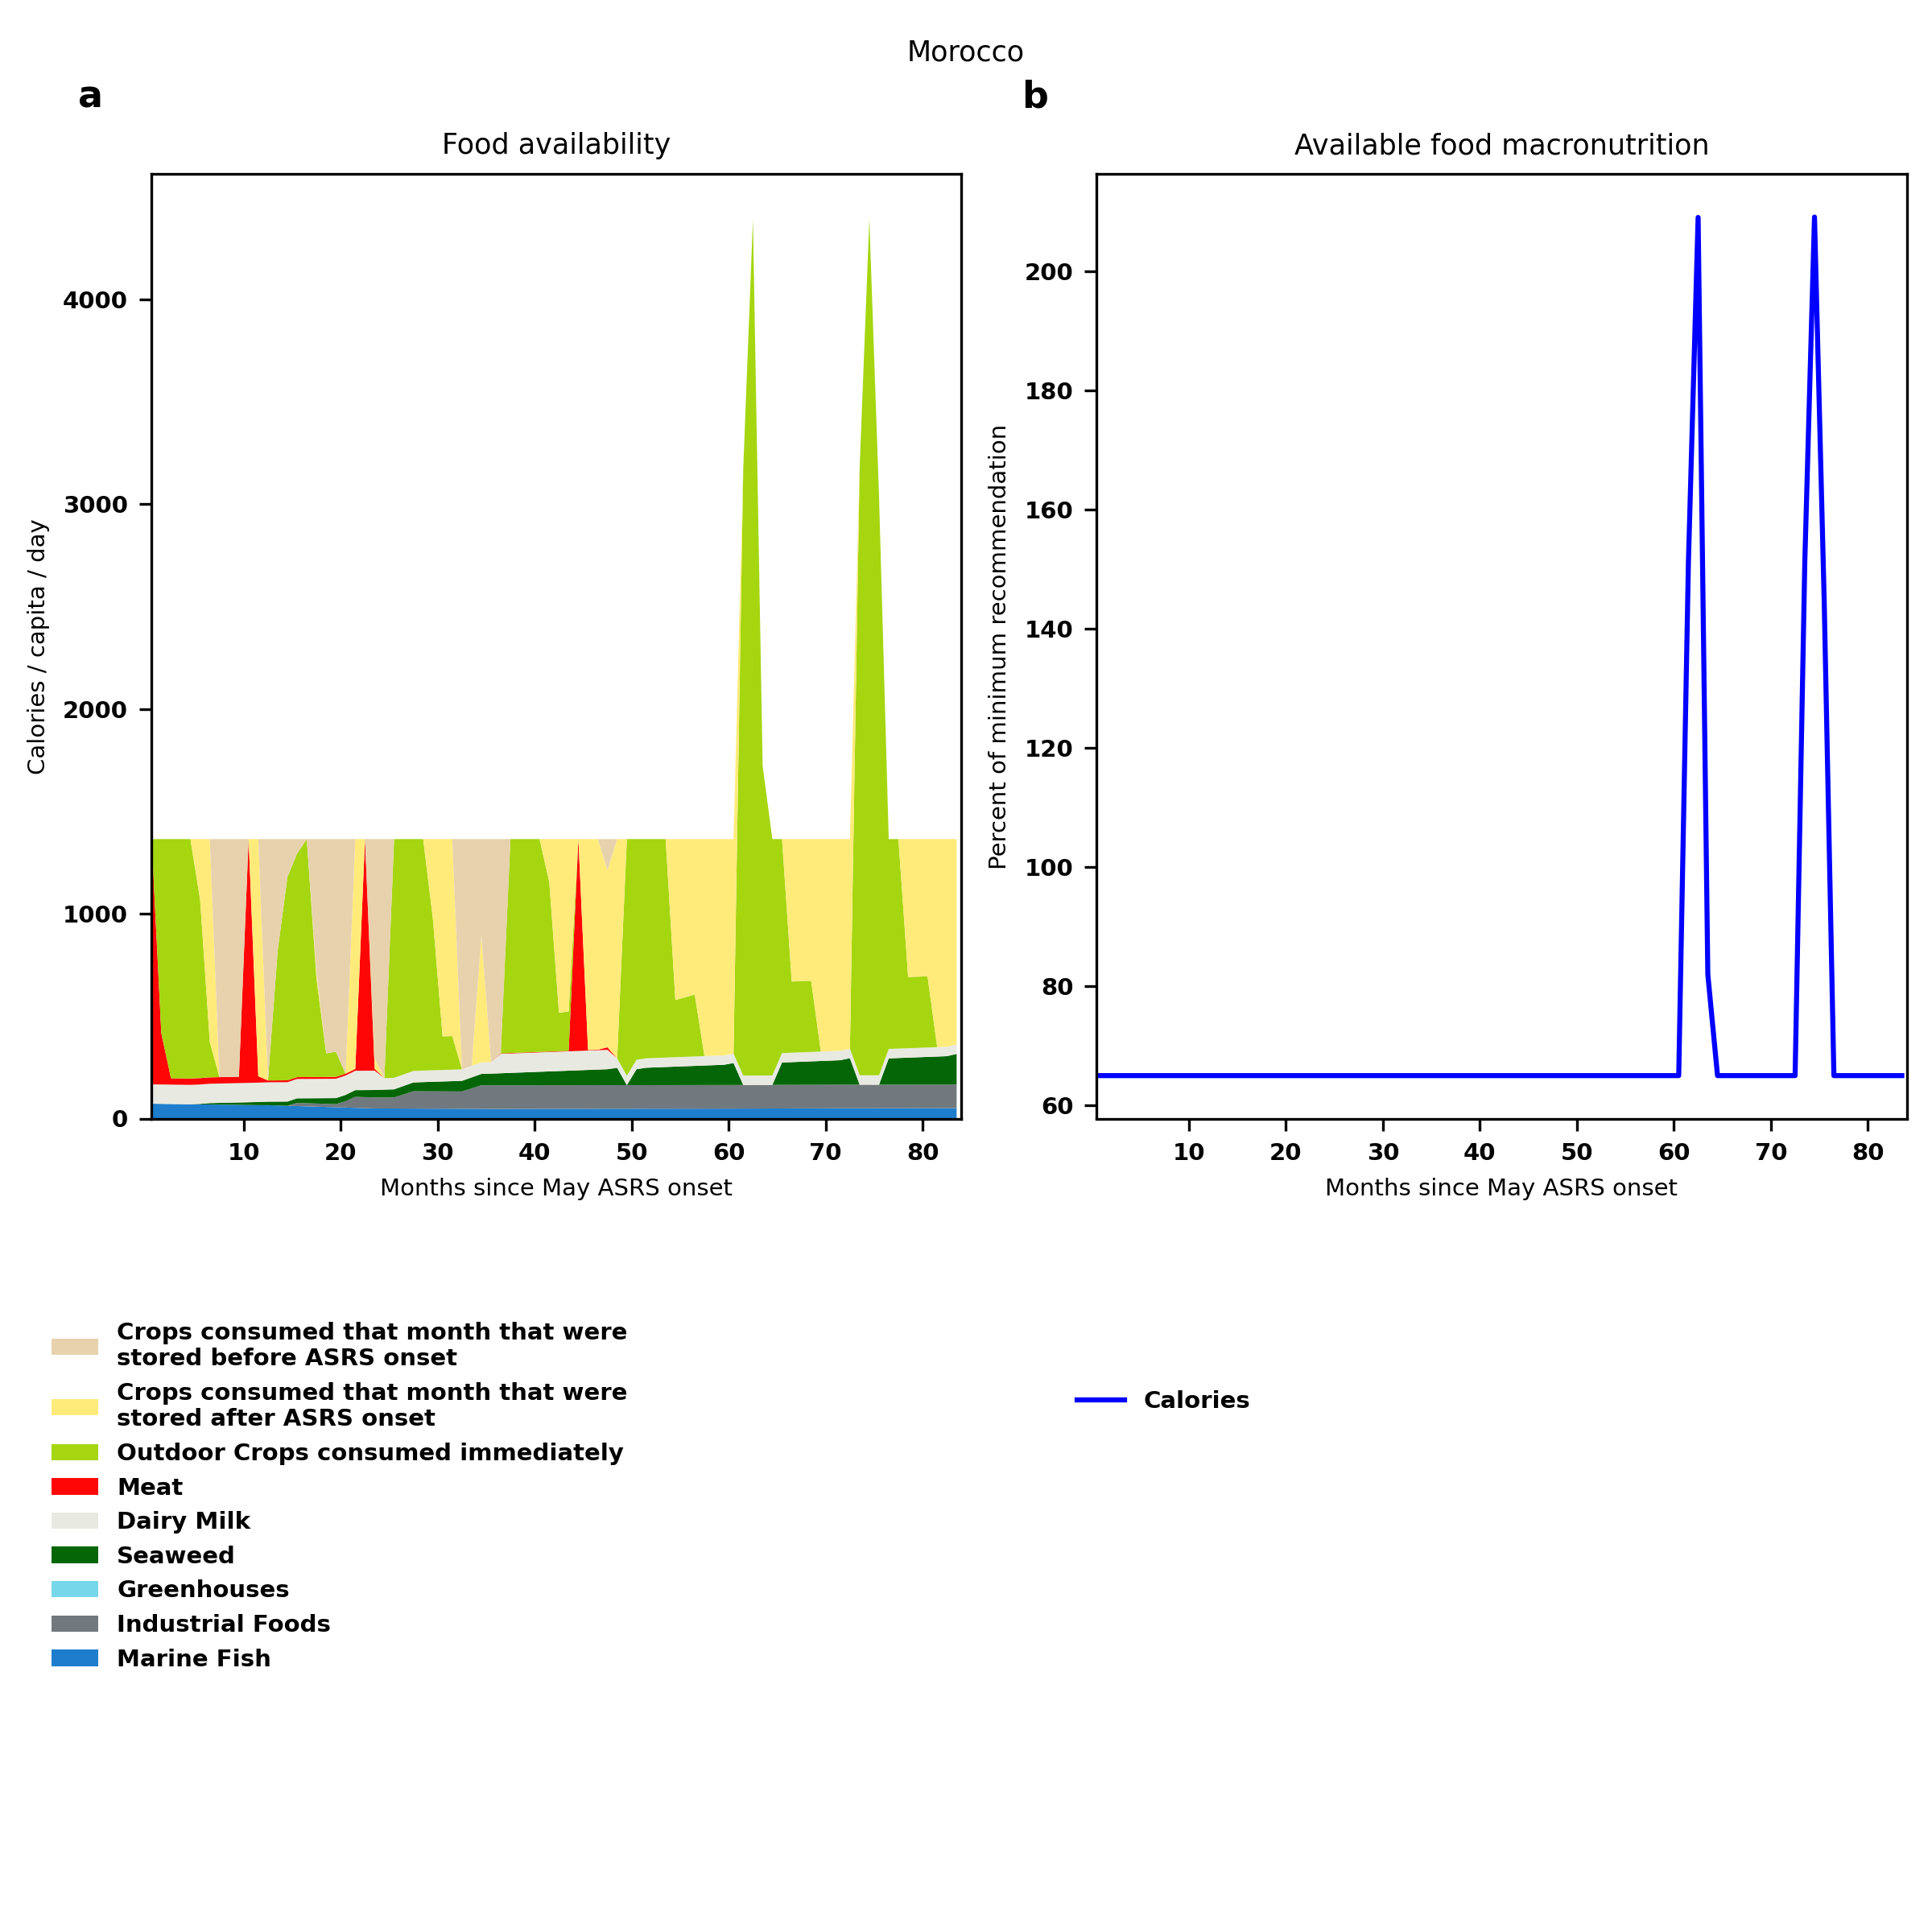 Morocco
a
Food availability
Calories / capita / day
4000
3000
2000
1000
0
10 20 30 40 50 60 70 80
Months since May ASRS onset
b
Available food macronutrition
Percent of minimum recommendation
200
180
160
140
120
100
80
60
10 20 30 40 50 60 70 80
Months since May ASRS onset
Crops consumed that month that were
stored before ASRS onset
Crops consumed that month that were
stored after ASRS onset
Outdoor Crops consumed immediately
Meat
Dairy Milk
Seaweed
Greenhouses
Industrial Foods
Marine Fish
Calories